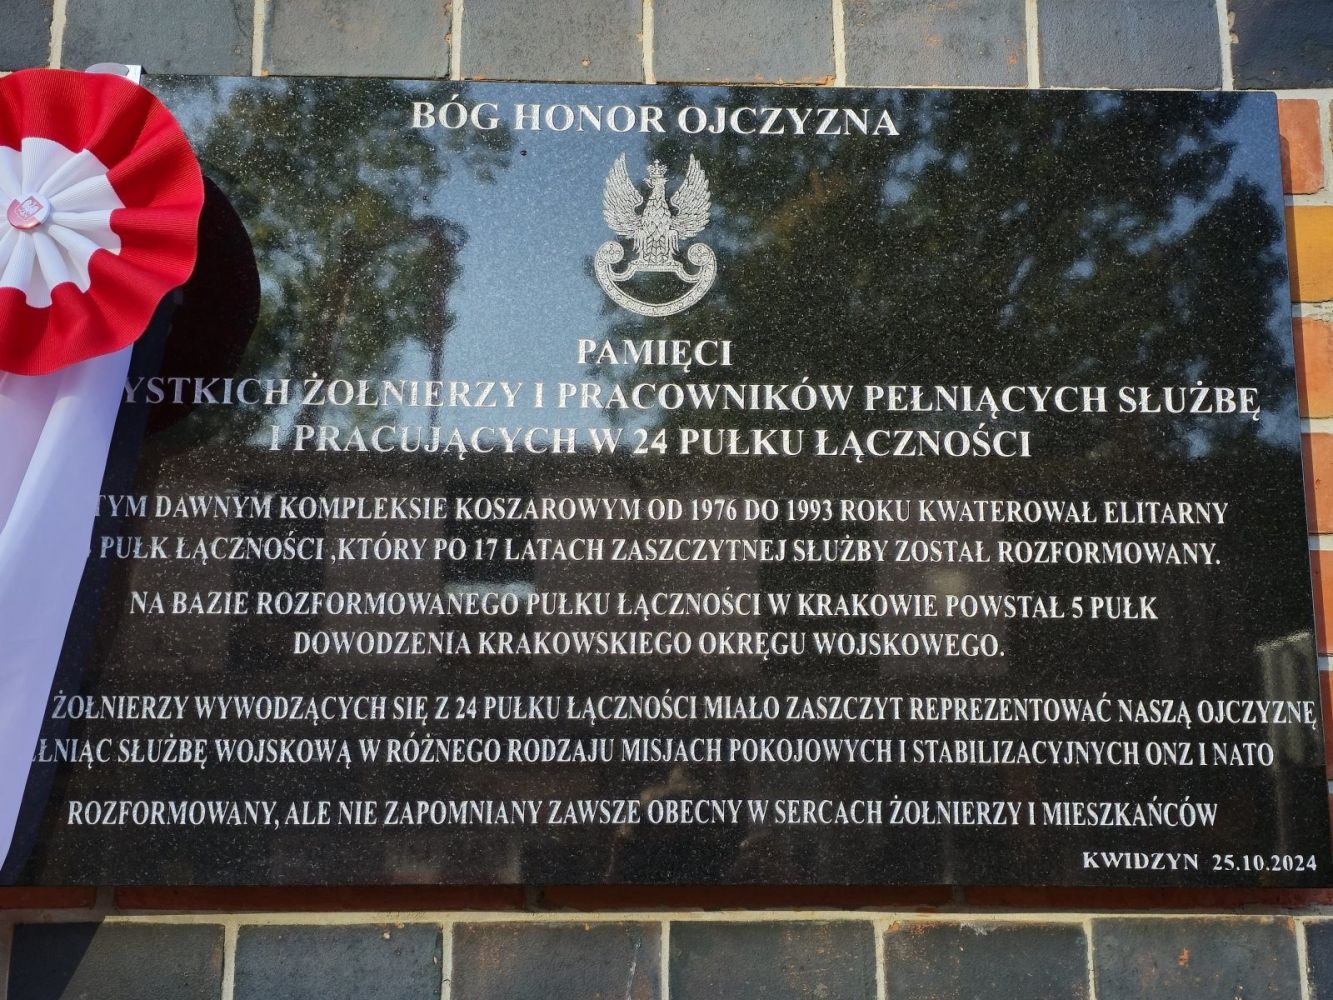 BÓG HONOR OJCZYZNA
PAMIĘCI
YSTKICH ŻOŁNIERZY I PRACOWNIKÓW PEŁNIĄCYCH SŁUŻBĘ
I PRACUJĄCYCH W 24 PUŁKU ŁĄCZNOŚCI
TYM DAWNYM KOMPLEKSIE KOSZAROWYM OD 1976 DO 1993 ROKU KWATEROWAŁ ELITARNY
PUŁK ŁĄCZNOŚCI ,KTÓRY PO 17 LATACH ZASZCZYTNEJ SŁUŻBY ZOSTAŁ ROZFORMOWANY.
NA BAZIE ROZFORMOWANEGO PUŁKU ŁĄCZNOŚCI W KRAKOWIE POWSTAŁ 5 PUŁK
DOWODZENIA KRAKOWSKIEGO OKRĘGU WOJSKOWEGO.
ŻOŁNIERZY WYWODZĄCYCH SIĘ Z 24 PUŁKU ŁĄCZNOŚCI MIAŁO ZASZCZYT REPREZENTOWAĆ NASZĄ OJCZYZNĘ
ŁNIĄC SŁUŻBĘ WOJSKOWĄ W RÓŻNEGO RODZAJU MISJACH POKOJOWYCH I STABILIZACYJNYCH ONZ I NATO
ROZFORMOWANY, ALE NIE ZAPOMNIANY ZAWSZE OBECNY W SERCACH ŻOŁNIERZY I MIESZKAŃCÓW
KWIDZYN 25.10.2024